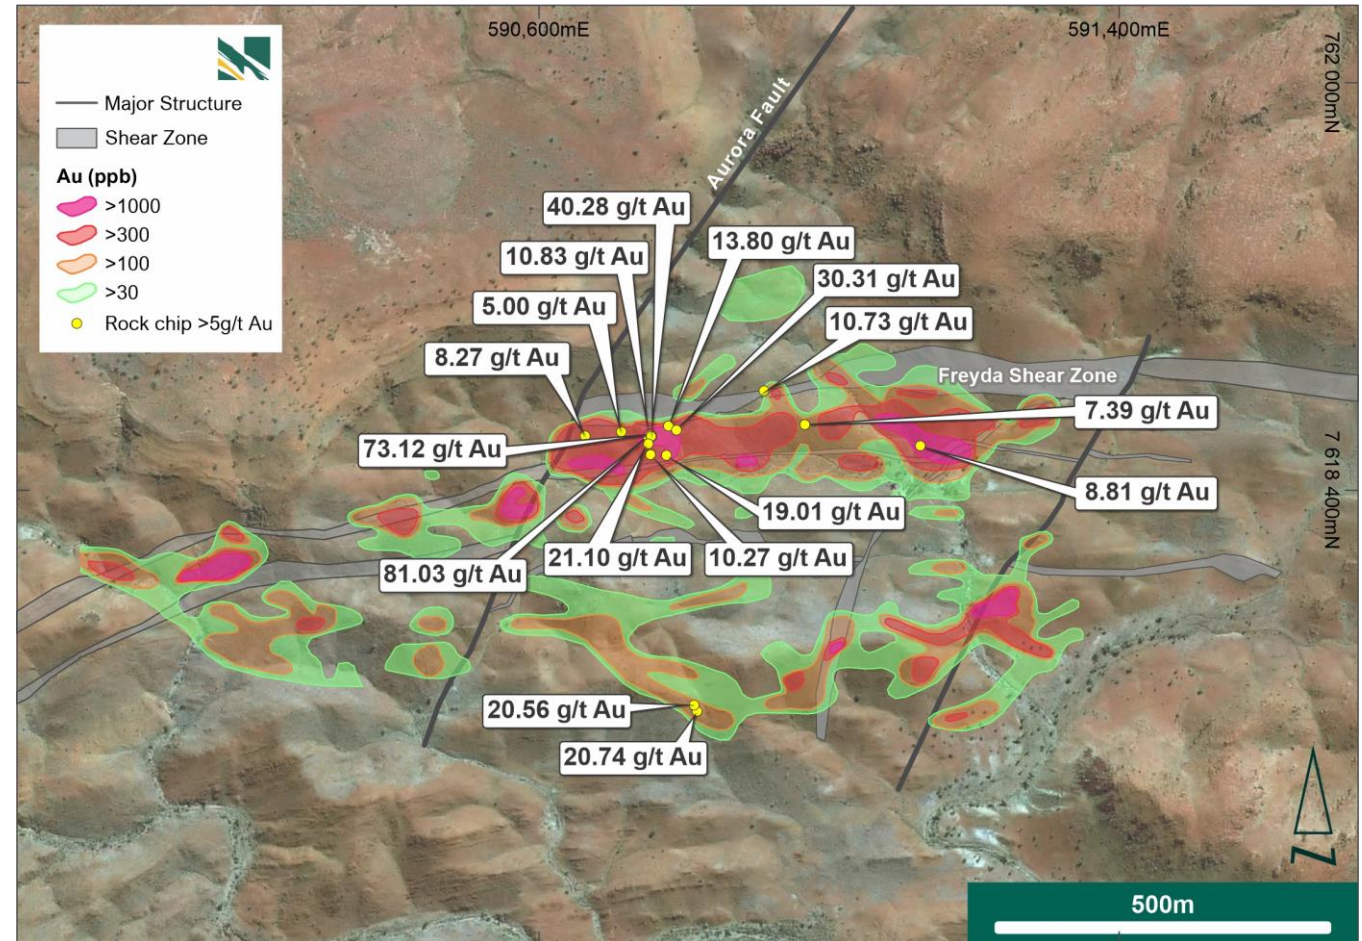 590,600mE
591,400mE
762 000mN
7 618 400mN
Major Structure
Shear Zone
Au (ppb)
>1000
>300
>100
>30
Rock chip >5g/t Au
Aurora Fault
40.28 g/t Au
10.83 g/t Au
13.80 g/t Au
5.00 g/t Au
30.31 g/t Au
10.73 g/t Au
8.27 g/t Au
Freyda Shear Zone
7.39 g/t Au
73.12 g/t Au
8.81 g/t Au
19.01 g/t Au
21.10 g/t Au
10.27 g/t Au
81.03 g/t Au
20.56 g/t Au
20.74 g/t Au
N
500m